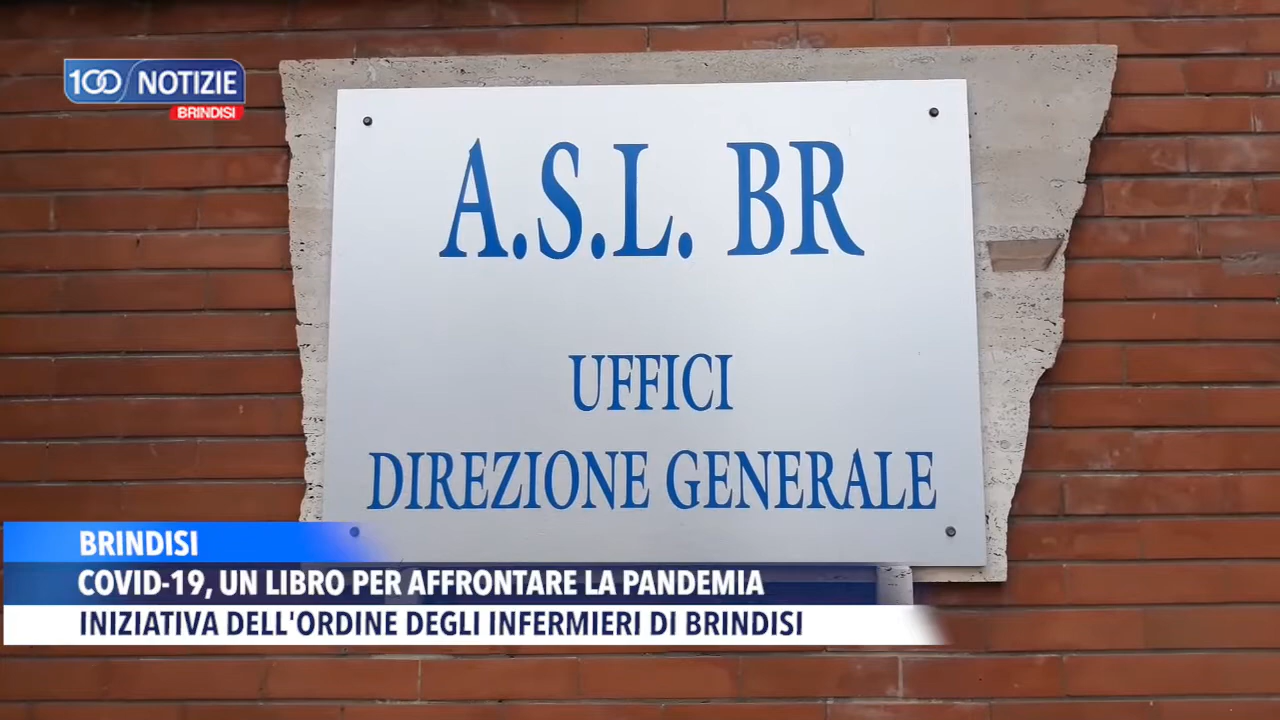 100 NOTIZIE
BRINDISI
A.S.L. BR
UFFICI
DIREZIONE GENERALE
BRINDISI
COVID-19, UN LIBRO PER AFFRONTARE LA PANDEMIA
INIZIATIVA DELL'ORDINE DEGLI INFERMIERI DI BRINDISI